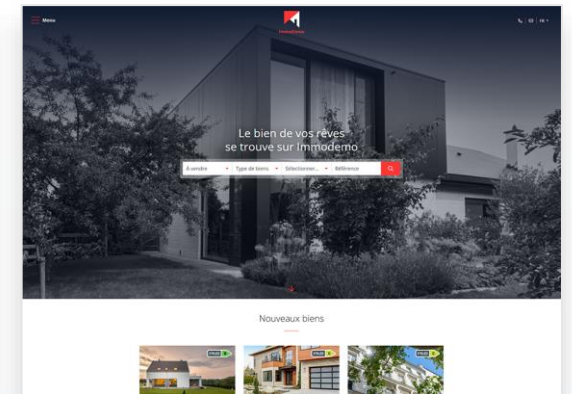 Menu
Immodemo
Le bien de vos rêves
se trouve sur Immodemo
À vendre
Type de biens
Sélectionner...
Référence
Nouveaux biens